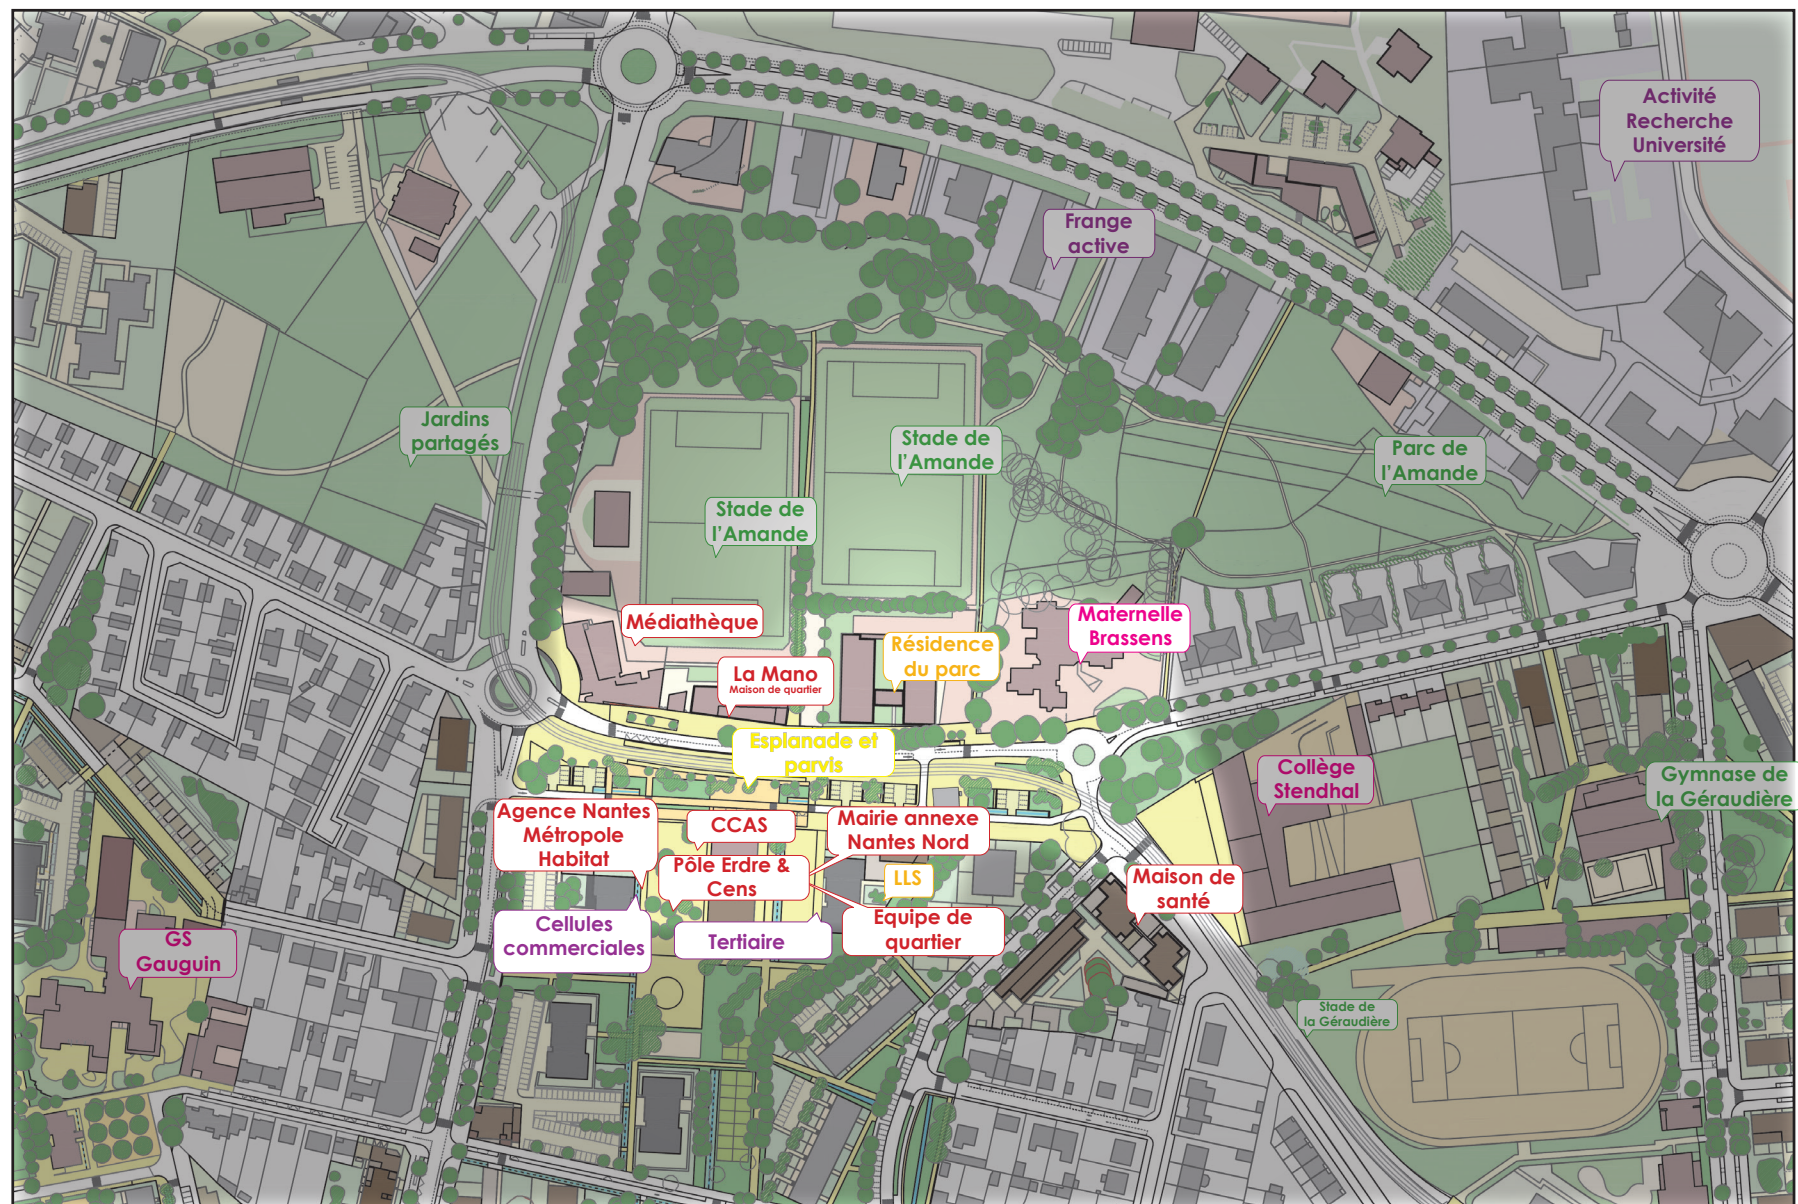 Activité
Recherche
Université
Frange
active
Jardins
partagés
Stade de
l'Amande
Parc de
l'Amande
Stade de
l'Amande
Médiathèque
Maternelle
Brassens
Résidence
du parc
La Mano
Maison de quartier
Esplanade et
parvis
Collège
Stendhal
Gymnase de
la Géraudière
Agence Nantes
Métropole
Habitat
CCAS
Mairie annexe
Nantes Nord
Pôle Erdre &
Cens
LLS
Maison de
santé
Cellules
commerciales
Tertiaire
Equipe de
quartier
GS
Gauguin
Stade de
la Géraudière